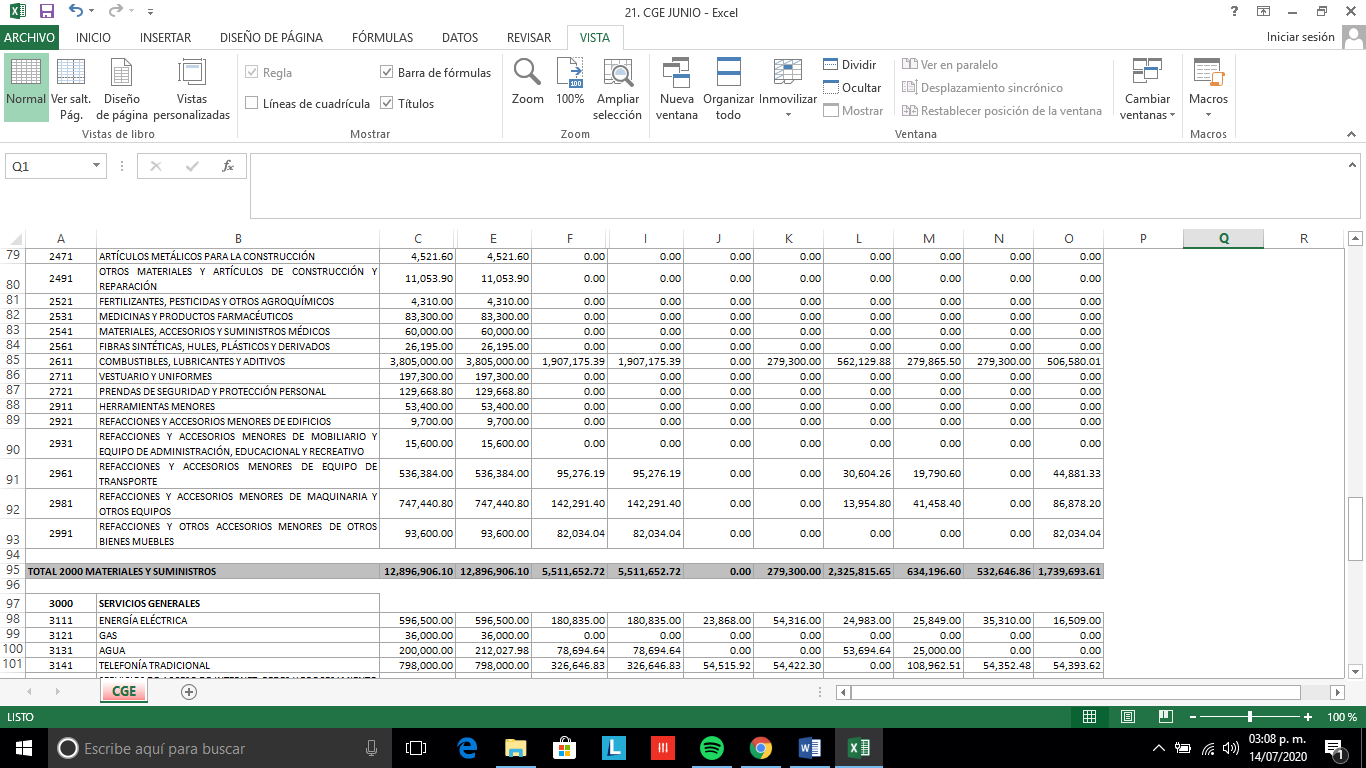 21. CGE JUNIO - Excel
ARCHIVO INICIO INSERTAR DISEÑO DE PÁGINA FÓRMULAS DATOS REVISAR VISTA Iniciar sesión
Normal Ver salt. Pág. Diseño de página Vistas personalizadas
Vistas de libro
Regla Barra de fórmulas
Líneas de cuadrícula Títulos
Mostrar
Zoom 100% Ampliar selección
Zoom
Nueva ventana Organizar todo Inmovilizar
Dividir Ver en paralelo
Ocultar Desplazamiento sincrónico
Mostrar Restablecer posición de la ventana
Cambiar ventanas
Ventana
Macros
Macros
Q1 fx
A B C E F I J K L M N O P Q R
79 2471 ARTÍCULOS METÁLICOS PARA LA CONSTRUCCIÓN 4,521.60 4,521.60 0.00 0.00 0.00 0.00 0.00 0.00 0.00 0.00
80 2491 OTROS MATERIALES Y ARTÍCULOS DE CONSTRUCCIÓN Y REPARACIÓN 11,053.90 11,053.90 0.00 0.00 0.00 0.00 0.00 0.00 0.00 0.00
81 2521 FERTILIZANTES, PESTICIDAS Y OTROS AGROQUÍMICOS 4,310.00 4,310.00 0.00 0.00 0.00 0.00 0.00 0.00 0.00 0.00
82 2531 MEDICINAS Y PRODUCTOS FARMACÉUTICOS 83,300.00 83,300.00 0.00 0.00 0.00 0.00 0.00 0.00 0.00 0.00
83 2541 MATERIALES, ACCESORIOS Y SUMINISTROS MÉDICOS 60,000.00 60,000.00 0.00 0.00 0.00 0.00 0.00 0.00 0.00 0.00
84 2561 FIBRAS SINTÉTICAS, HULES, PLÁSTICOS Y DERIVADOS 26,195.00 26,195.00 0.00 0.00 0.00 0.00 0.00 0.00 0.00 0.00
85 2611 COMBUSTIBLES, LUBRICANTES Y ADITIVOS 3,805,000.00 3,805,000.00 1,907,175.39 1,907,175.39 0.00 279,300.00 562,129.88 279,865.50 279,300.00 506,580.01
86 2711 VESTUARIO Y UNIFORMES 197,300.00 197,300.00 0.00 0.00 0.00 0.00 0.00 0.00 0.00 0.00
87 2721 PRENDAS DE SEGURIDAD Y PROTECCIÓN PERSONAL 129,668.80 129,668.80 0.00 0.00 0.00 0.00 0.00 0.00 0.00 0.00
88 2911 HERRAMIENTAS MENORES 53,400.00 53,400.00 0.00 0.00 0.00 0.00 0.00 0.00 0.00 0.00
89 2921 REFACCIONES Y ACCESORIOS MENORES DE EDIFICIOS 9,700.00 9,700.00 0.00 0.00 0.00 0.00 0.00 0.00 0.00 0.00
90 2931 REFACCIONES Y ACCESORIOS MENORES DE MOBILIARIO Y EQUIPO DE ADMINISTRACIÓN, EDUCACIONAL Y RECREATIVO 15,600.00 15,600.00 0.00 0.00 0.00 0.00 0.00 0.00 0.00 0.00
91 2961 REFACCIONES Y ACCESORIOS MENORES DE EQUIPO DE TRANSPORTE 536,384.00 536,384.00 95,276.19 95,276.19 0.00 0.00 30,604.26 19,790.60 0.00 44,881.33
92 2981 REFACCIONES Y ACCESORIOS MENORES DE MAQUINARIA Y OTROS EQUIPOS 747,440.80 747,440.80 142,291.40 142,291.40 0.00 0.00 13,954.80 41,458.40 0.00 86,878.20
93 2991 REFACCIONES Y OTROS ACCESORIOS MENORES DE OTROS BIENES MUEBLES 93,600.00 93,600.00 82,034.04 82,034.04 0.00 0.00 0.00 0.00 0.00 82,034.04
94
95 TOTAL 2000 MATERIALES Y SUMINISTROS 12,896,906.10 12,896,906.10 5,511,652.72 5,511,652.72 0.00 279,300.00 2,325,815.65 634,196.60 532,646.86 1,739,693.61
96
97 3000 SERVICIOS GENERALES
98 3111 ENERGÍA ELÉCTRICA 596,500.00 596,500.00 180,835.00 180,835.00 23,868.00 54,316.00 24,983.00 25,849.00 35,310.00 16,509.00
99 3121 GAS 36,000.00 36,000.00 0.00 0.00 0.00 0.00 0.00 0.00 0.00 0.00
100 3131 AGUA 200,000.00 212,027.98 78,694.64 78,694.64 0.00 0.00 53,694.64 25,000.00 0.00 0.00
101 3141 TELEFONÍA TRADICIONAL 798,000.00 798,000.00 326,646.83 326,646.83 54,515.92 54,422.30 0.00 108,962.51 54,352.48 54,393.62
CGE
LISTO 100 %
Escribe aquí para buscar
03:08 p. m.
14/07/2020